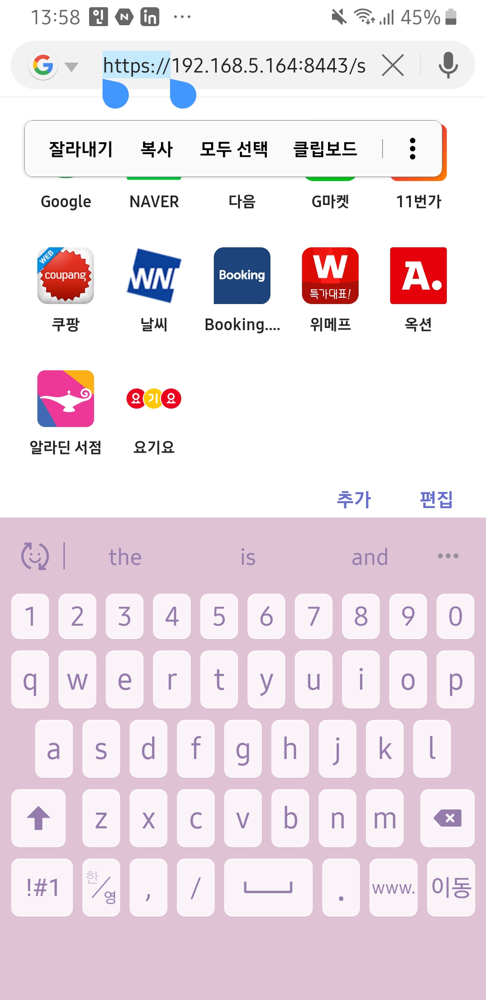 13:58 인 N in ... 45%
https://192.168.5.164:8443/s
잘라내기 복사 모두 선택 클립보드
Google NAVER 다음 G마켓 11번가
WEB coupang WN Booking W 특가대표! A.
쿠팡 날씨 Booking.... 위메프 옥션
요기요
알라딘 서점 요기요
추가 편집
the is and
1 2 3 4 5 6 7 8 9 0
q w e r t y u i o p
a s d f g h j k l
z x c v b n m
!#1 한/영 , / . www. 이동